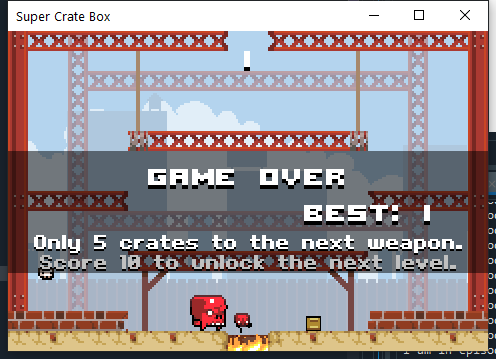 Super Crate Box
1
GAME OVER
BEST: 1
Only 5 crates to the next weapon.
Score 10 to unlock the next level.